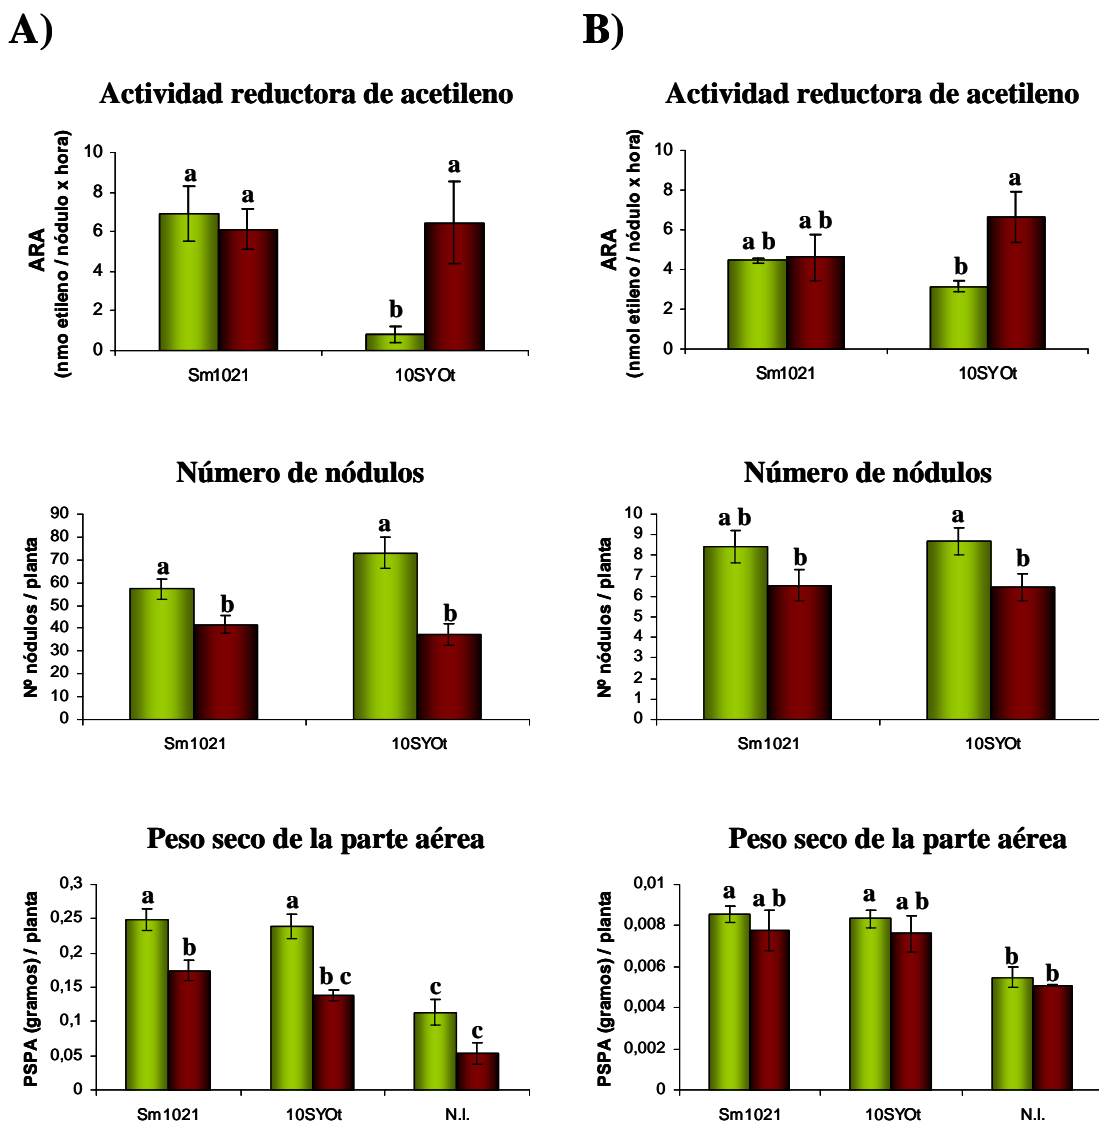 A)
Actividad reductora de acetileno
ARA
(nmo etileno / nódulo x hora)
10
8
6
4
2
0
a
a
b
a
Sm1021
10SYOt
Número de nódulos
Nº nódulos / planta
90
80
70
60
50
40
30
20
10
0
a
b
a
b
Sm1021
10SYOt
Peso seco de la parte aérea
PSPA (gramos) / planta
0,3
0,25
0,2
0,15
0,1
0,05
0
a
b
a
b c
c
c
Sm1021
10SYOt
N.I.
B)
Actividad reductora de acetileno
ARA
(nmol etileno / nódulo x hora)
10
8
6
4
2
0
a b
a b
b
a
Sm1021
10SYOt
Número de nódulos
Nº nódulos / planta
10
9
8
7
6
5
4
3
2
1
0
a b
b
a
b
Sm1021
10SYOt
Peso seco de la parte aérea
PSPA (gramos) / planta
0,01
0,008
0,006
0,004
0,002
0
a
a b
a
a b
b
b
Sm1021
10SYOt
N.I.